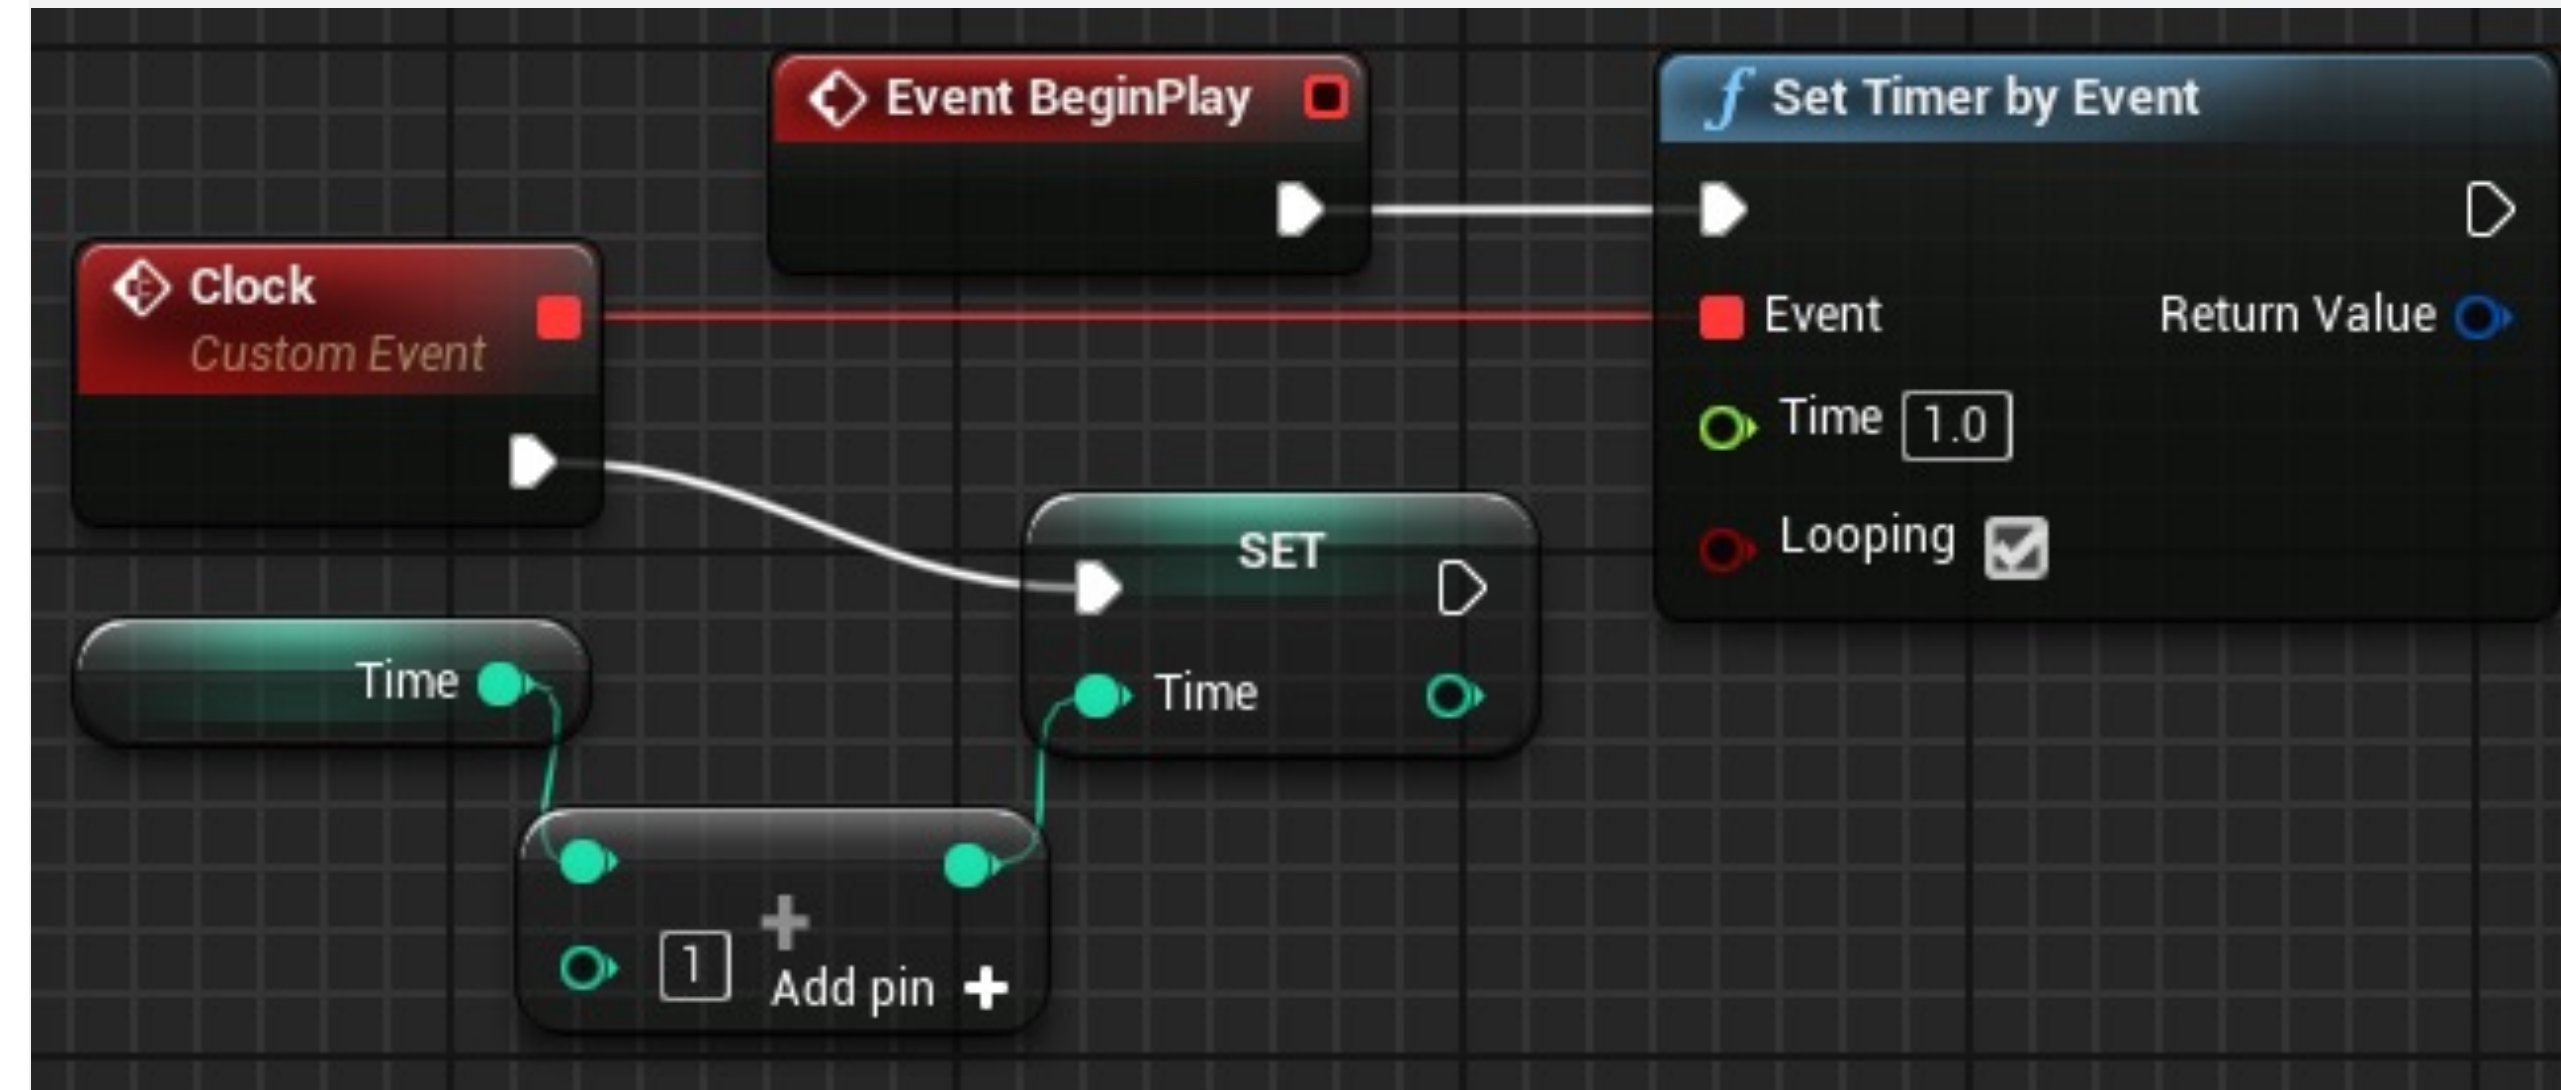 Event BeginPlay
Set Timer by Event
Clock
Custom Event
Event
Return Value
Time 1.0
Looping
SET
Time
Time
1
Add pin